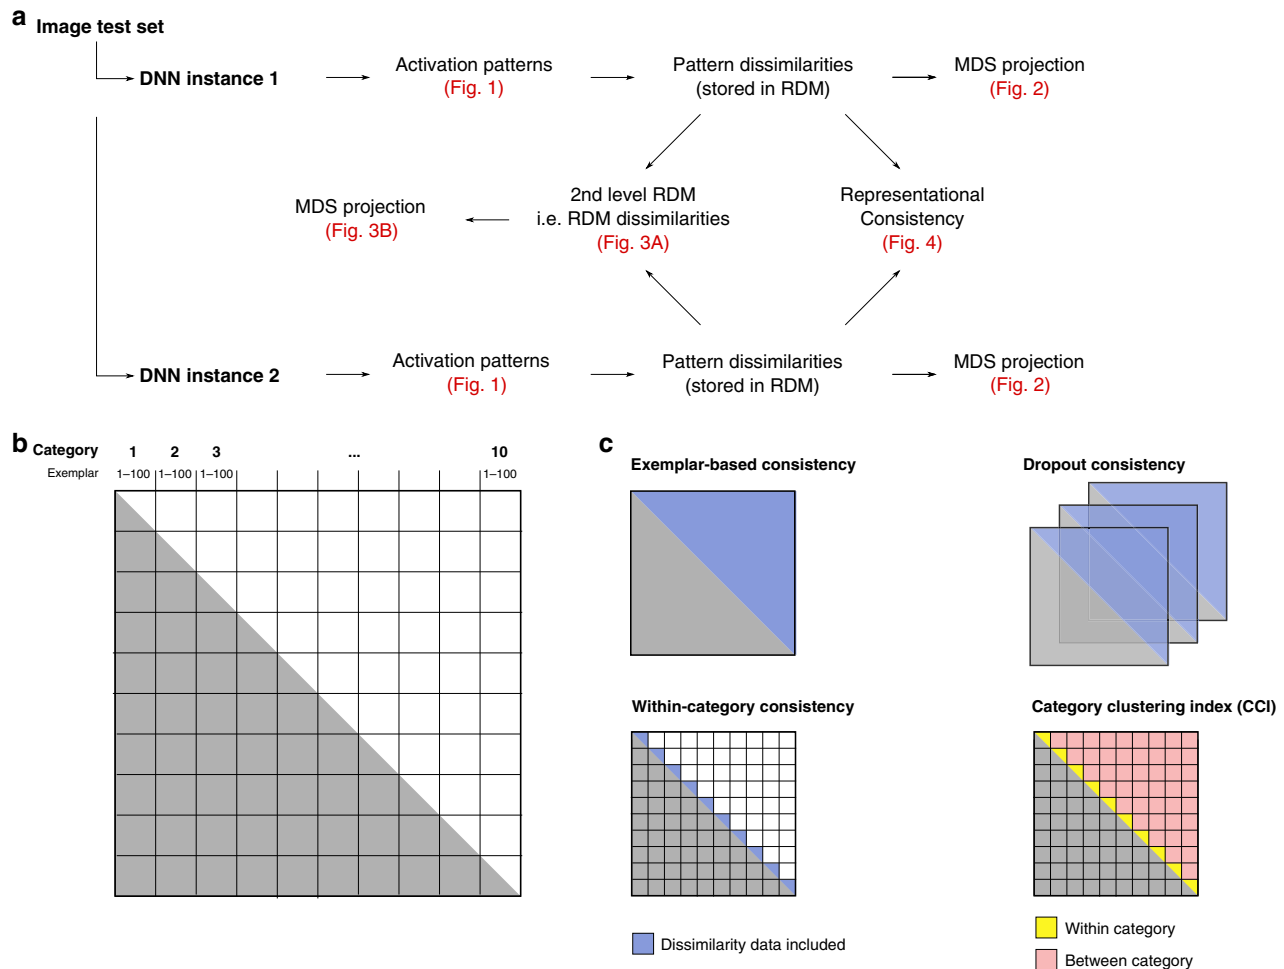 a
Image test set
DNN instance 1
Activation patterns
(Fig. 1)
Pattern dissimilarities
(stored in RDM)
MDS projection
(Fig. 2)
MDS projection
(Fig. 3B)
2nd level RDM
i.e. RDM dissimilarities
(Fig. 3A)
Representational
Consistency
(Fig. 4)
DNN instance 2
Activation patterns
(Fig. 1)
Pattern dissimilarities
(stored in RDM)
MDS projection
(Fig. 2)
b
Category 1 2 3 ... 10
Exemplar 1–100 1–100 1–100 1–100
c
Exemplar-based consistency
Dropout consistency
Within-category consistency
Category clustering index (CCI)
Dissimilarity data included
Within category
Between category